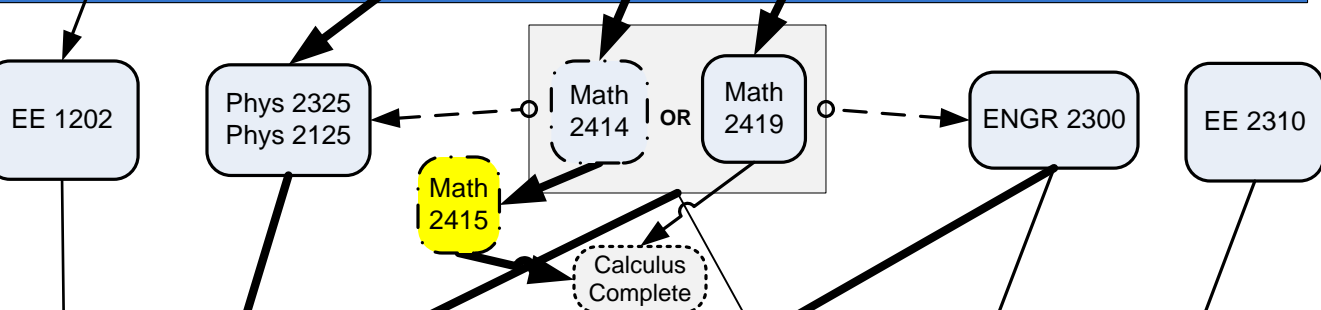 EE 1202
Phys 2325
Phys 2125
Math
2414
OR
Math
2419
ENGR 2300
EE 2310
Math
2415
Calculus
Complete